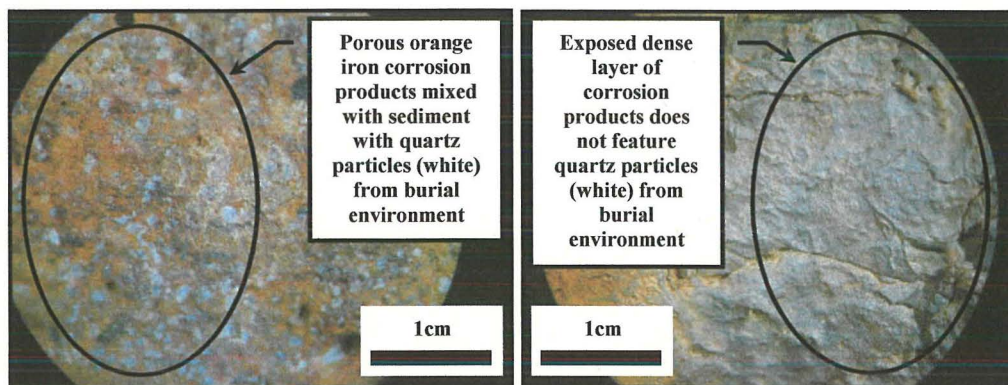 Porous orange
iron corrosion
products mixed
with sediment
with quartz
particles (white)
from burial
environment
1cm
Exposed dense
layer of
corrosion
products does
not feature
quartz particles
(white) from
burial
environment
1cm